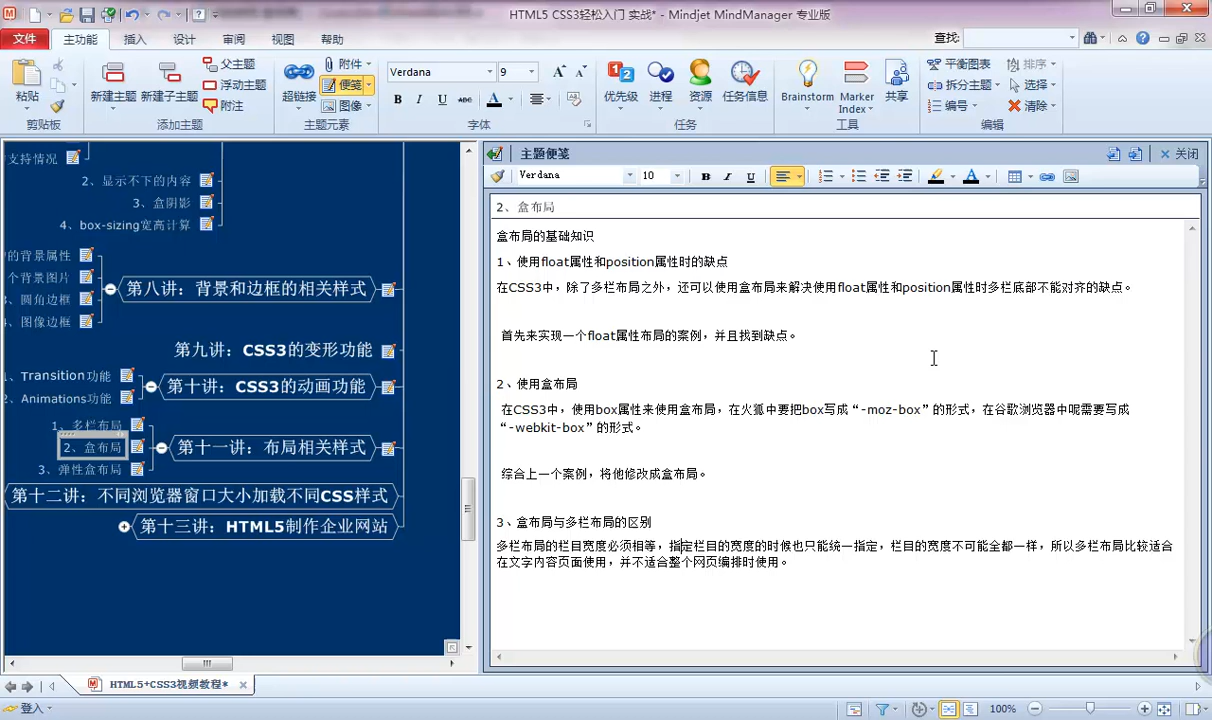 HTML5 CSS3轻松入门 实战* - Mindjet MindManager 专业版
文件 主功能 插入 设计 审阅 视图 帮助 查找:
粘贴
剪贴板
新建主题 新建子主题
父主题
浮动主题
附注
添加主题
超链接
附件
便笺
图像
主题元素
Verdana 9
B I U abc A
字体
优先级 进程 资源 任务信息
任务
Brainstorm Marker Index 共享
工具
平衡图表 排序
拆分主题 选择
编号 清除
编辑
支持情况
2、显示不下的内容
3、盒阴影
4、box-sizing宽高计算
的背景属性
个背景图片
圆角边框
图像边框
第八讲：背景和边框的相关样式
第九讲：CSS3的变形功能
Transition功能
2、Animations功能
第十讲：CSS3的动画功能
1、多栏布局
2、盒布局
3、弹性盒布局
第十一讲：布局相关样式
第十二讲：不同浏览器窗口大小加载不同CSS样式
第十三讲：HTML5制作企业网站
主题便笺 关闭
Verdana 10 B I U A
2、盒布局
盒布局的基础知识
1、使用float属性和position属性时的缺点
在CSS3中，除了多栏布局之外，还可以使用盒布局来解决使用float属性和position属性时多栏底部不能对齐的缺点。
首先来实现一个float属性布局的案例，并且找到缺点。
2、使用盒布局
在CSS3中，使用box属性来使用盒布局，在火狐中要把box写成“-moz-box”的形式，在谷歌浏览器中呢需要写成
“-webkit-box”的形式。
综合上一个案例，将他修改成盒布局。
3、盒布局与多栏布局的区别
多栏布局的栏目宽度必须相等，指定栏目的宽度的时候也只能统一指定，栏目的宽度不可能全都一样，所以多栏布局比较适合
在文字内容页面使用，并不适合整个网页编排时使用。
HTML5+CSS3视频教程*
登入 100%